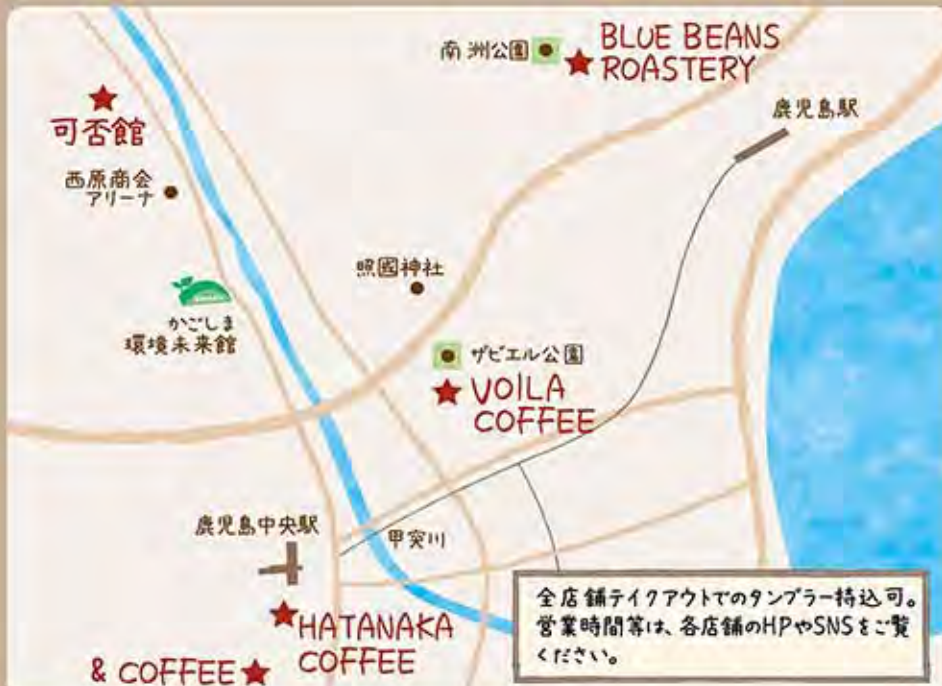 南洲公園
BLUE BEANS
ROASTERY
鹿児島駅
可否館
西原商会
アリーナ
照國神社
かごしま
環境未来館
ザビエル公園
VOILA
COFFEE
鹿児島中央駅
甲突川
HATANAKA
COFFEE
& COFFEE
全店舗テイクアウトでのタンブラー持込可。
営業時間等は、各店舗のHPやSNSをご覧
ください。